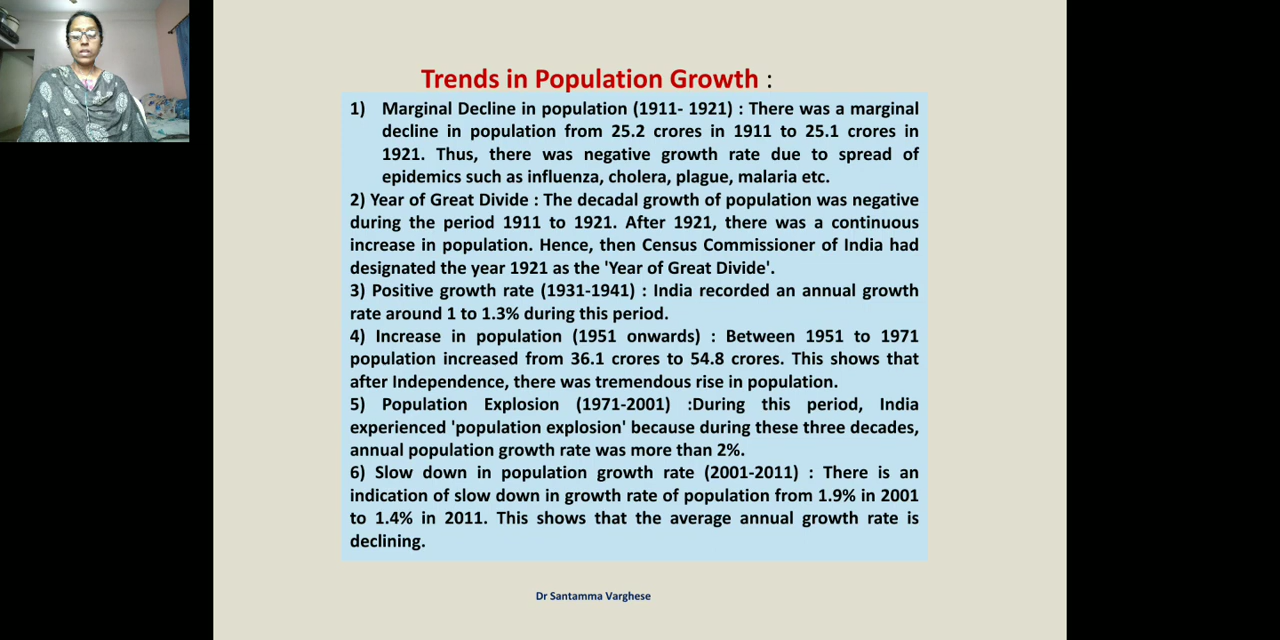 Trends in Population Growth :
1) Marginal Decline in population (1911- 1921) : There was a marginal
decline in population from 25.2 crores in 1911 to 25.1 crores in
1921. Thus, there was negative growth rate due to spread of
epidemics such as influenza, cholera, plague, malaria etc.
2) Year of Great Divide : The decadal growth of population was negative
during the period 1911 to 1921. After 1921, there was a continuous
increase in population. Hence, then Census Commissioner of India had
designated the year 1921 as the 'Year of Great Divide'.
3) Positive growth rate (1931-1941) : India recorded an annual growth
rate around 1 to 1.3% during this period.
4) Increase in population (1951 onwards) : Between 1951 to 1971
population increased from 36.1 crores to 54.8 crores. This shows that
after Independence, there was tremendous rise in population.
5) Population Explosion (1971-2001) :During this period, India
experienced 'population explosion' because during these three decades,
annual population growth rate was more than 2%.
6) Slow down in population growth rate (2001-2011) : There is an
indication of slow down in growth rate of population from 1.9% in 2001
to 1.4% in 2011. This shows that the average annual growth rate is
declining.
Dr Santamma Varghese